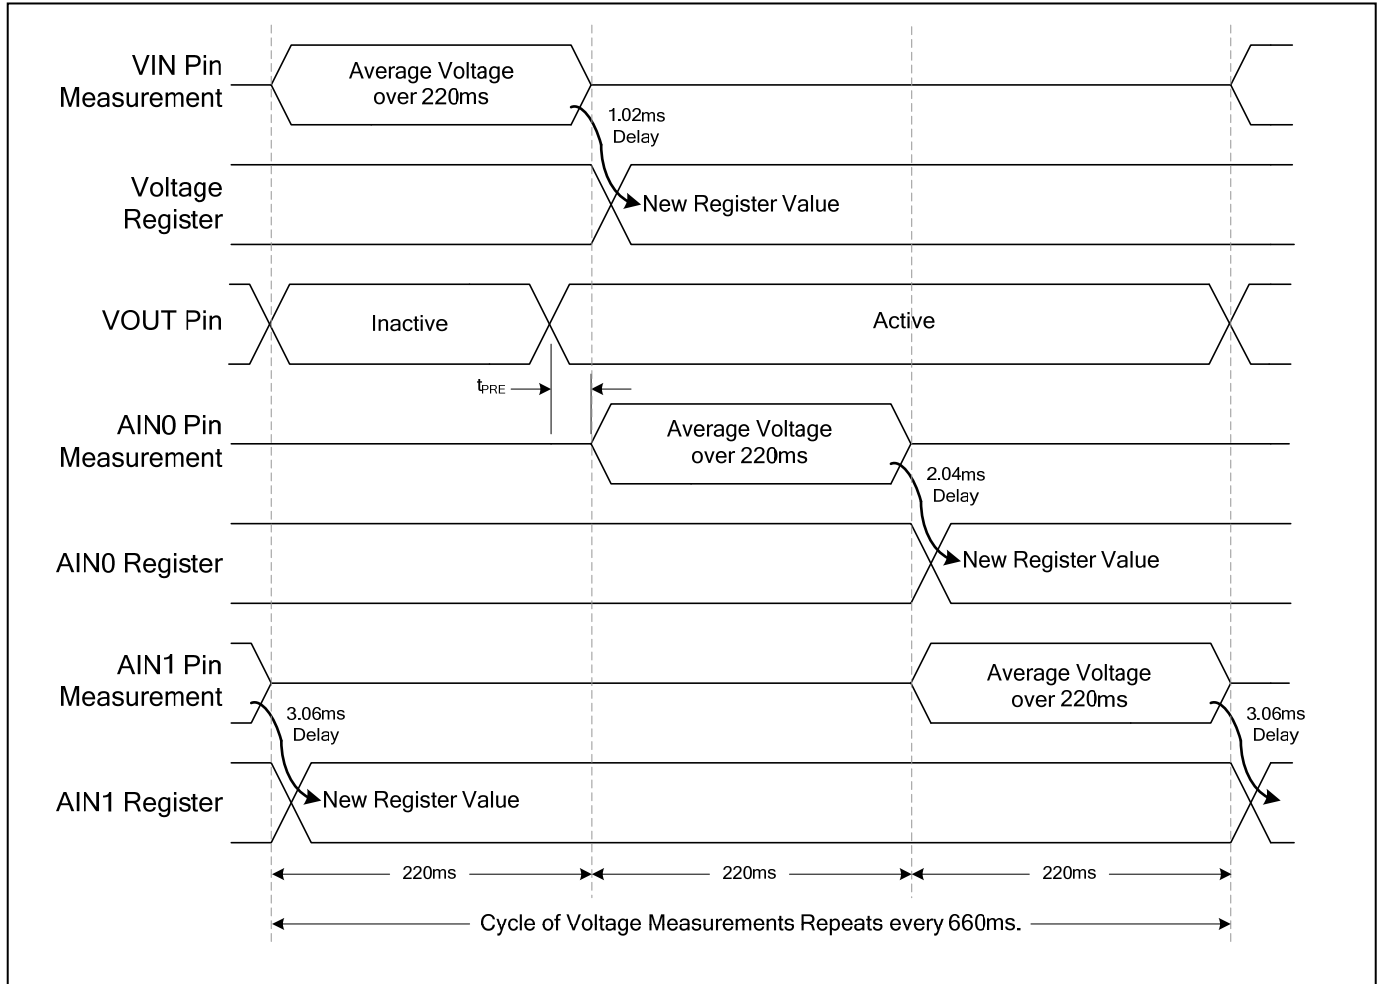 VIN Pin
Measurement
Average Voltage
over 220ms
1.02ms
Delay
Voltage
Register
New Register Value
VOUT Pin
Inactive
Active
tPRE
AIN0 Pin
Measurement
Average Voltage
over 220ms
2.04ms
Delay
AIN0 Register
New Register Value
AIN1 Pin
Measurement
Average Voltage
over 220ms
3.06ms
Delay
3.06ms
Delay
AIN1 Register
New Register Value
220ms
220ms
220ms
Cycle of Voltage Measurements Repeats every 660ms.